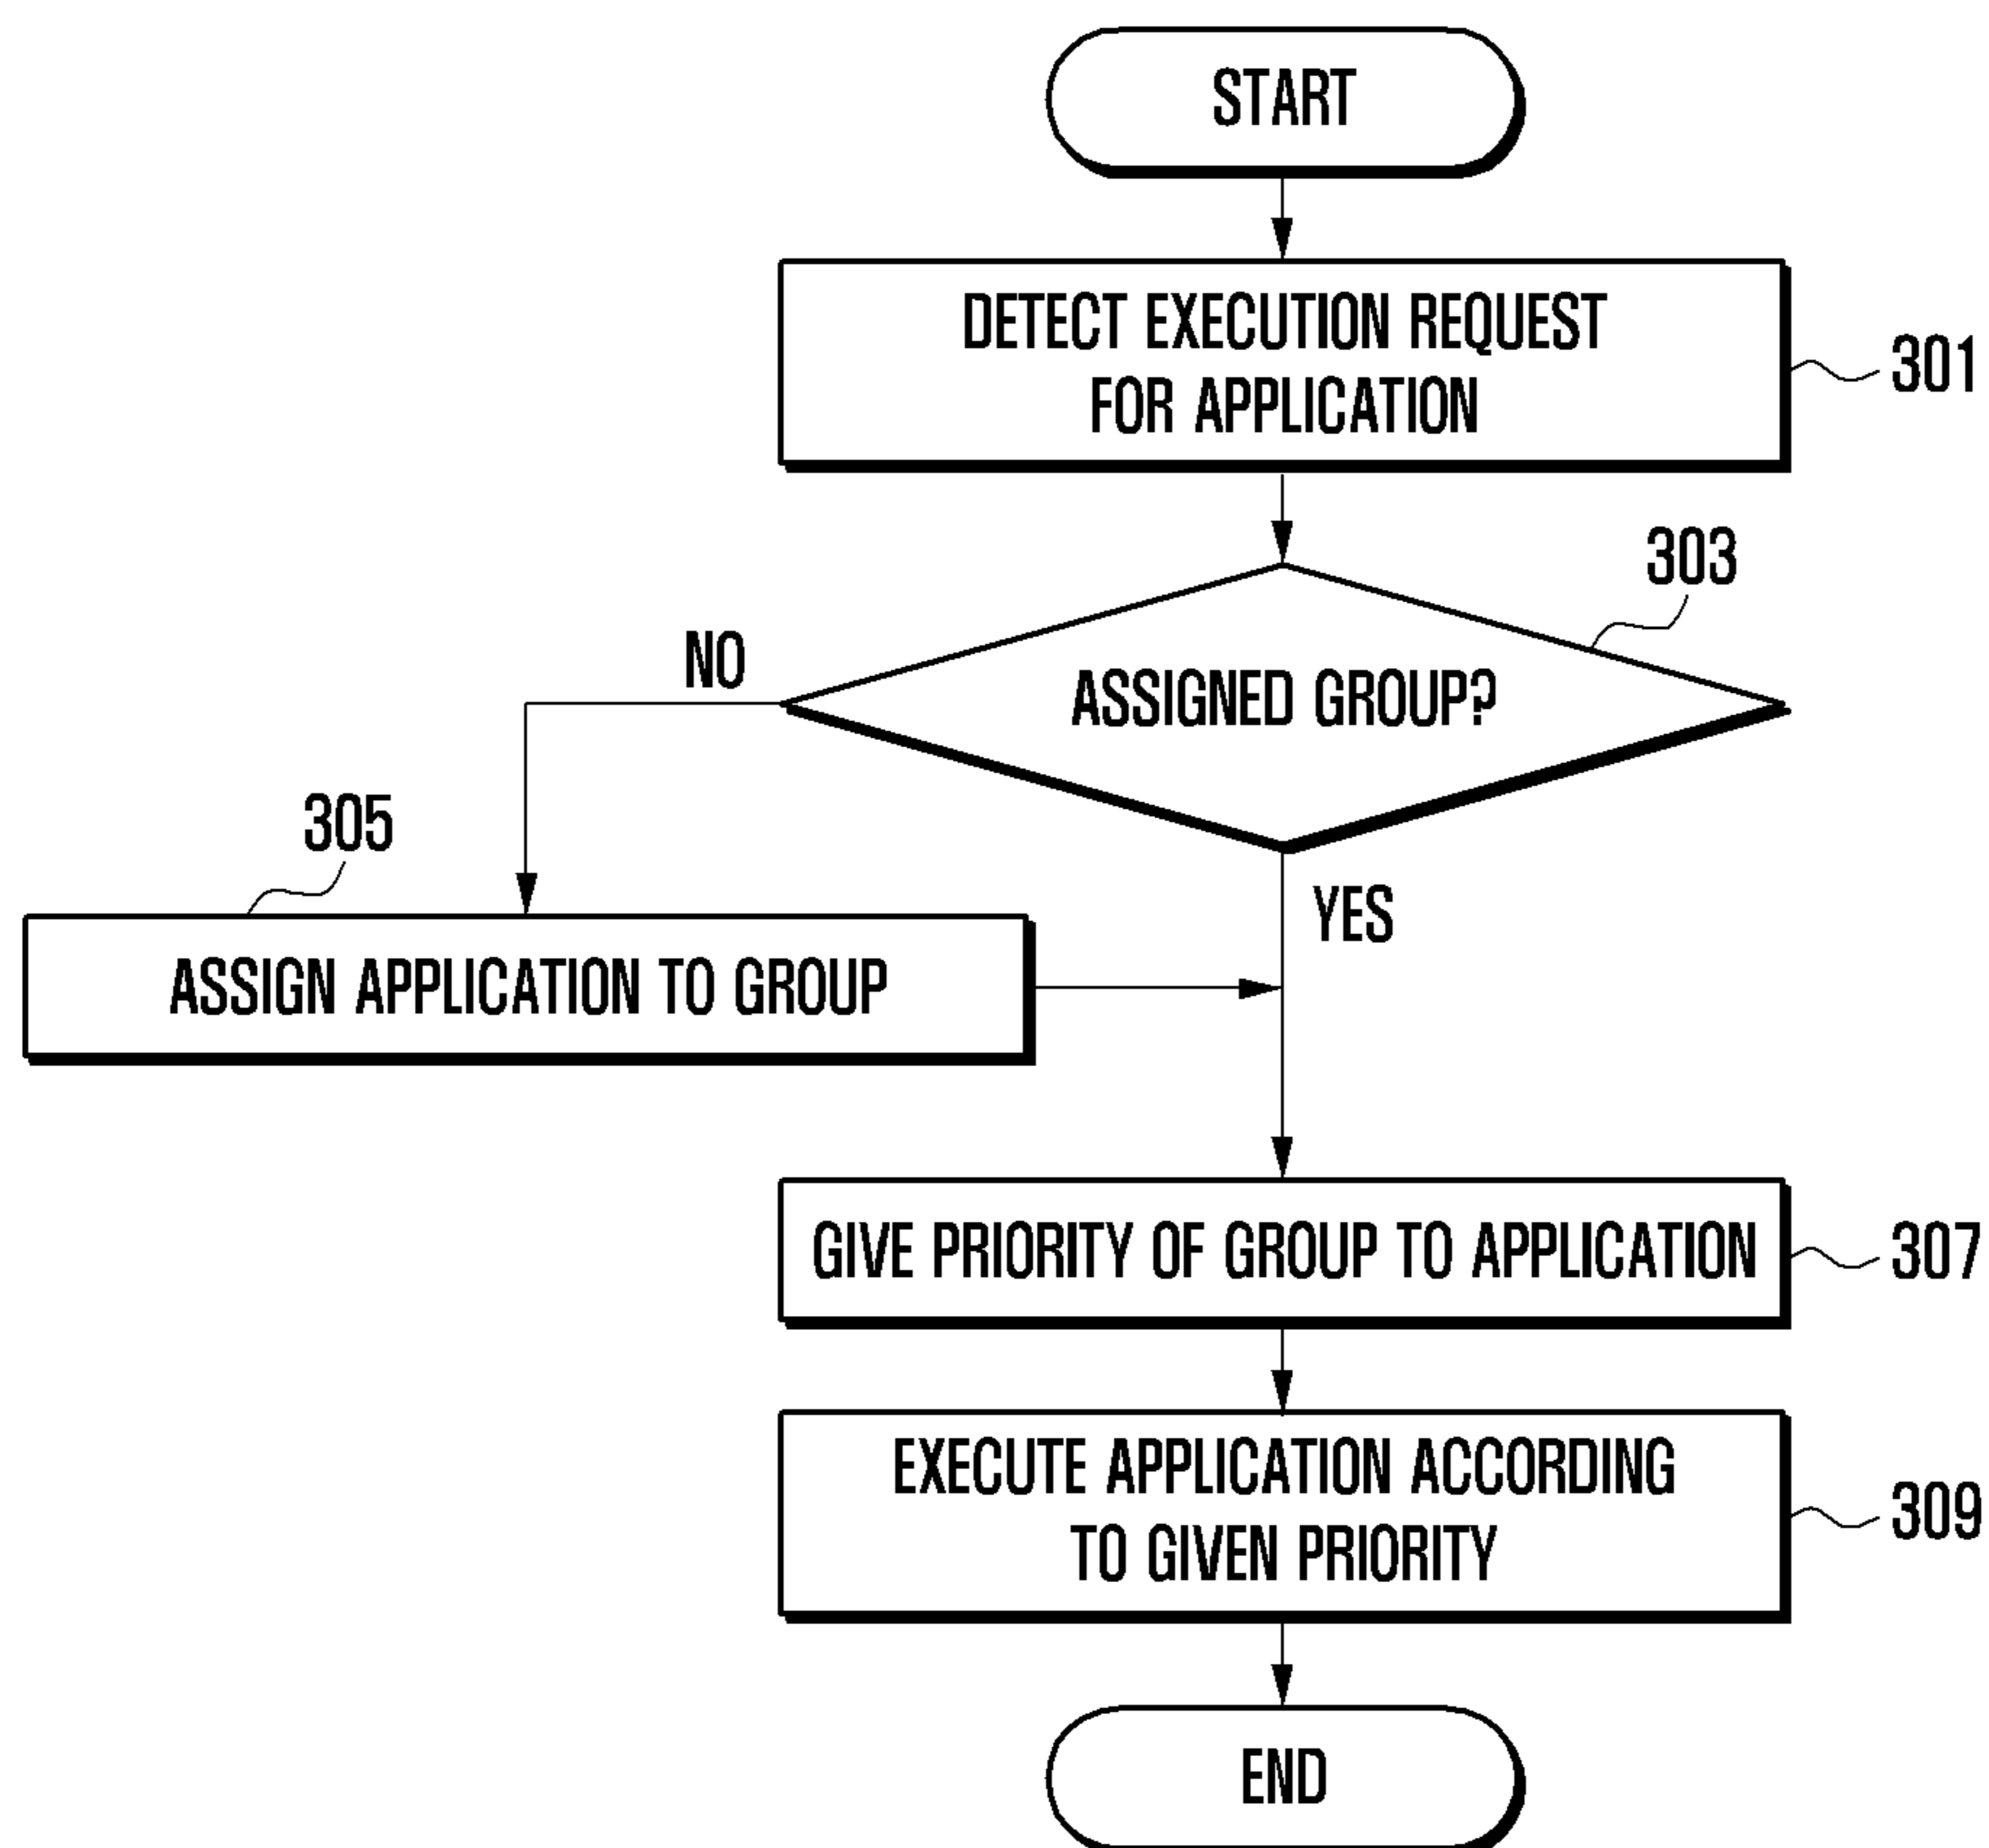 START
DETECT EXECUTION REQUEST
FOR APPLICATION
301
303
NO
ASSIGNED GROUP?
305
YES
ASSIGN APPLICATION TO GROUP
GIVE PRIORITY OF GROUP TO APPLICATION
307
EXECUTE APPLICATION ACCORDING
TO GIVEN PRIORITY
309
END